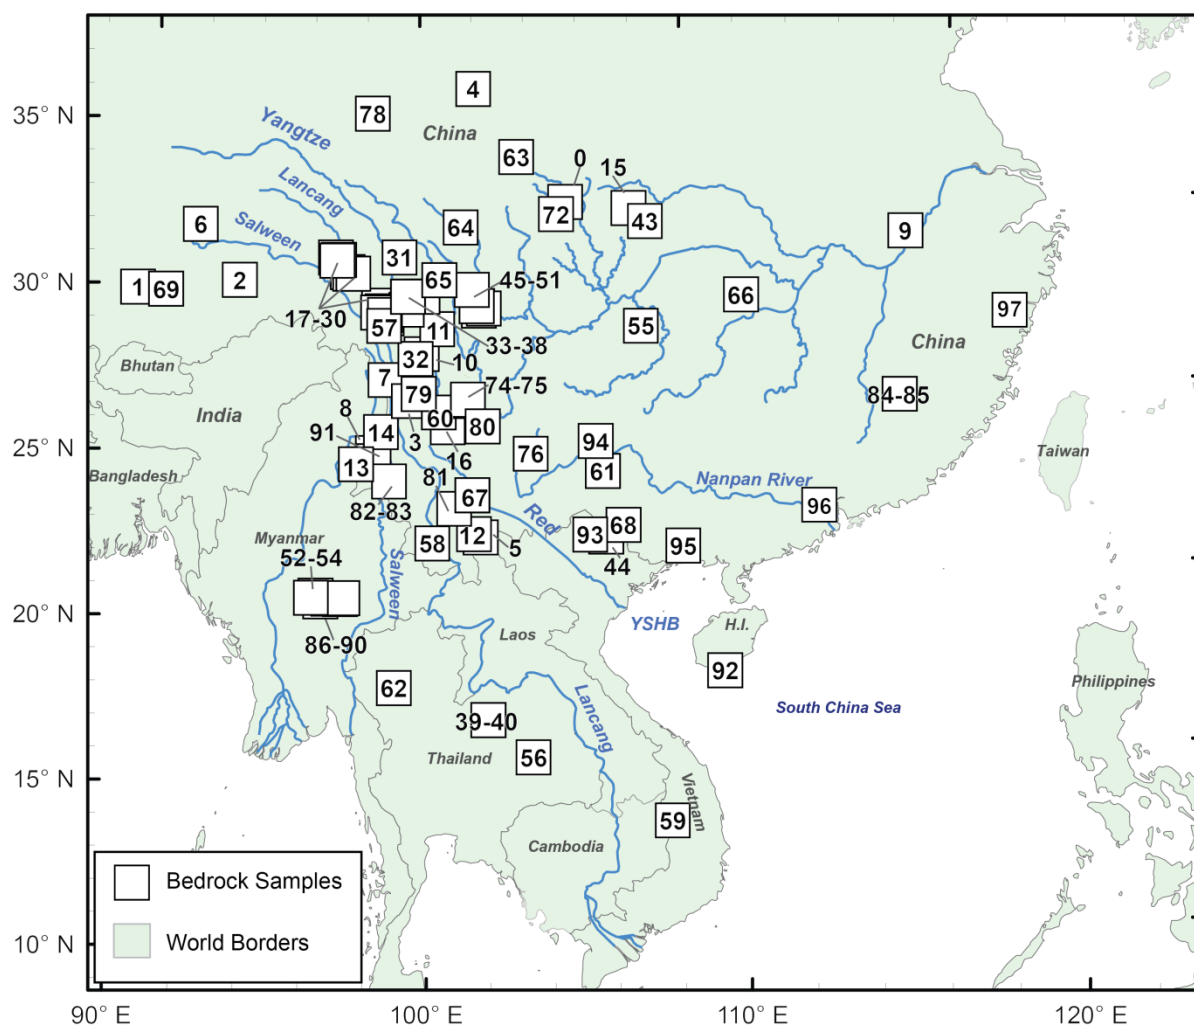 4
35° N
78
Yangtze
China
63
0
15
Lancang
6
Salween
64
72
43
9
31
30° N
1
69
2
65
45-51
66
97
17-30
57
11
55
33-38
China
Bhutan
32
10
7
79
74-75
84-85
India
8
3
60
80
91
14
16
76
94
Taiwan
25° N
Bangladesh
13
81
61
Nanpan River
82-83
67
96
Red
Myanmar
58
12
5
93
68
44
95
52-54
Salween
20° N
86-90
Laos
YSHB
H.I.
92
62
Philippines
39-40
Lancang
South China Sea
Thailand
56
15° N
Vietnam
59
Cambodia
Bedrock Samples
World Borders
10° N
90° E
100° E
110° E
120° E